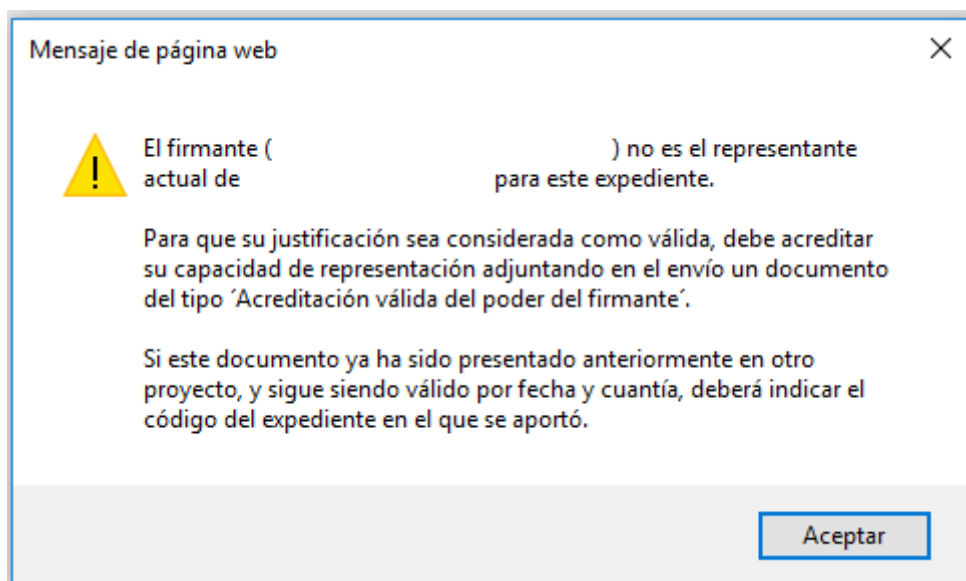 Mensaje de página web
El firmante ( ) no es el representante
actual de para este expediente.
Para que su justificación sea considerada como válida, debe acreditar
su capacidad de representación adjuntando en el envío un documento
del tipo ´Acreditación válida del poder del firmante´.
Si este documento ya ha sido presentado anteriormente en otro
proyecto, y sigue siendo válido por fecha y cuantía, deberá indicar el
código del expediente en el que se aportó.
Aceptar